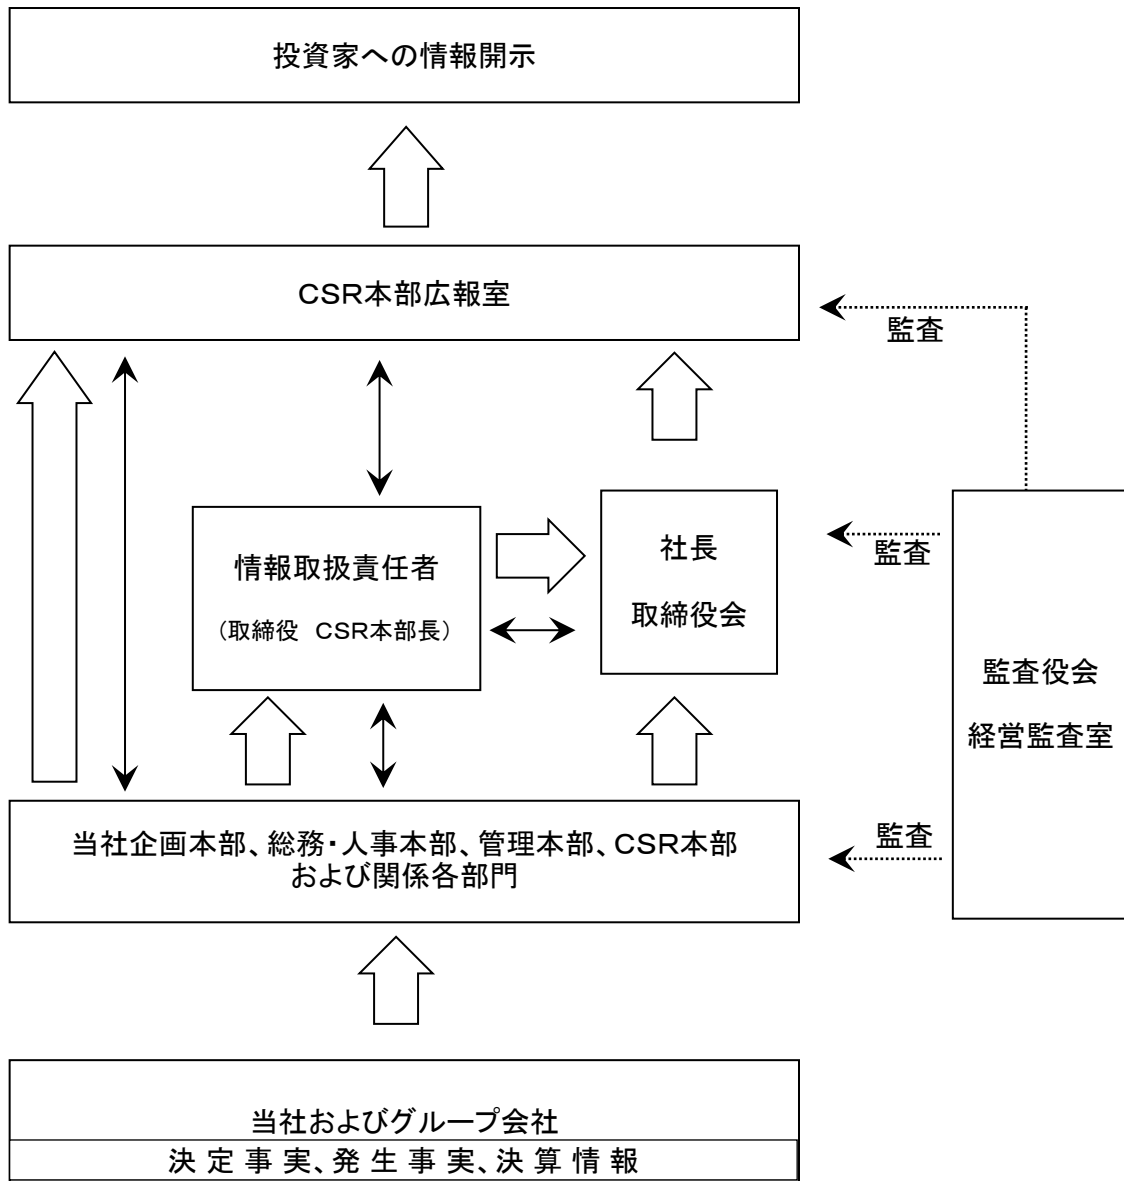 投資家への情報開示
CSR本部広報室
監査
情報取扱責任者
（取締役　CSR本部長）
社長
取締役会
監査
監査役会
経営監査室
当社企画本部、総務・人事本部、管理本部、CSR本部
および関係各部門
監査
当社およびグループ会社
決 定 事 実、発 生 事 実、決 算 情 報